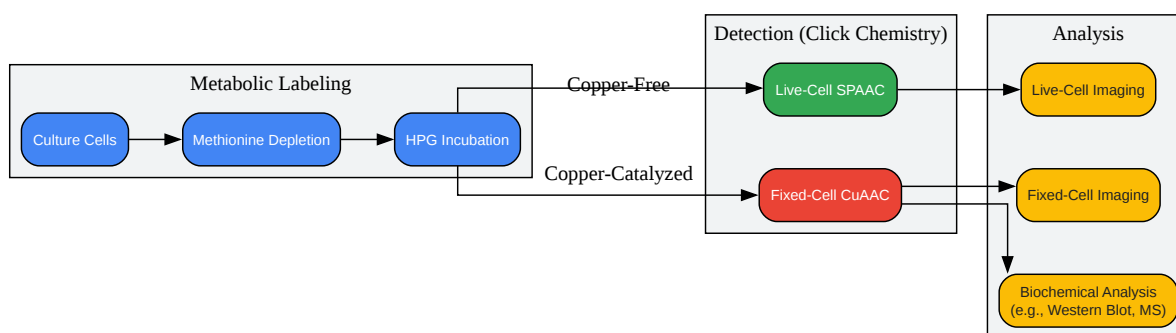 Metabolic Labeling
Culture Cells
Methionine Depletion
HPG Incubation
Copper-Free
Copper-Catalyzed
Detection (Click Chemistry)
Live-Cell SPAAC
Fixed-Cell CuAAC
Analysis
Live-Cell Imaging
Fixed-Cell Imaging
Biochemical Analysis
(e.g., Western Blot, MS)